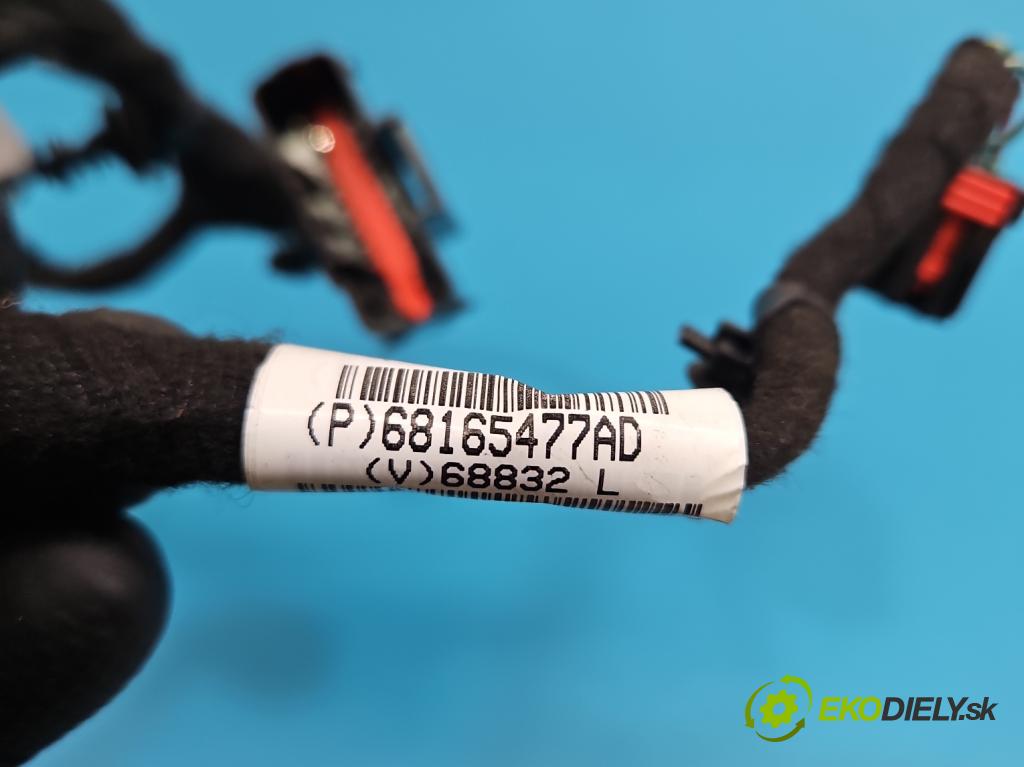 (P)68165477AD
(V)68832 L
EKODIELY.sk